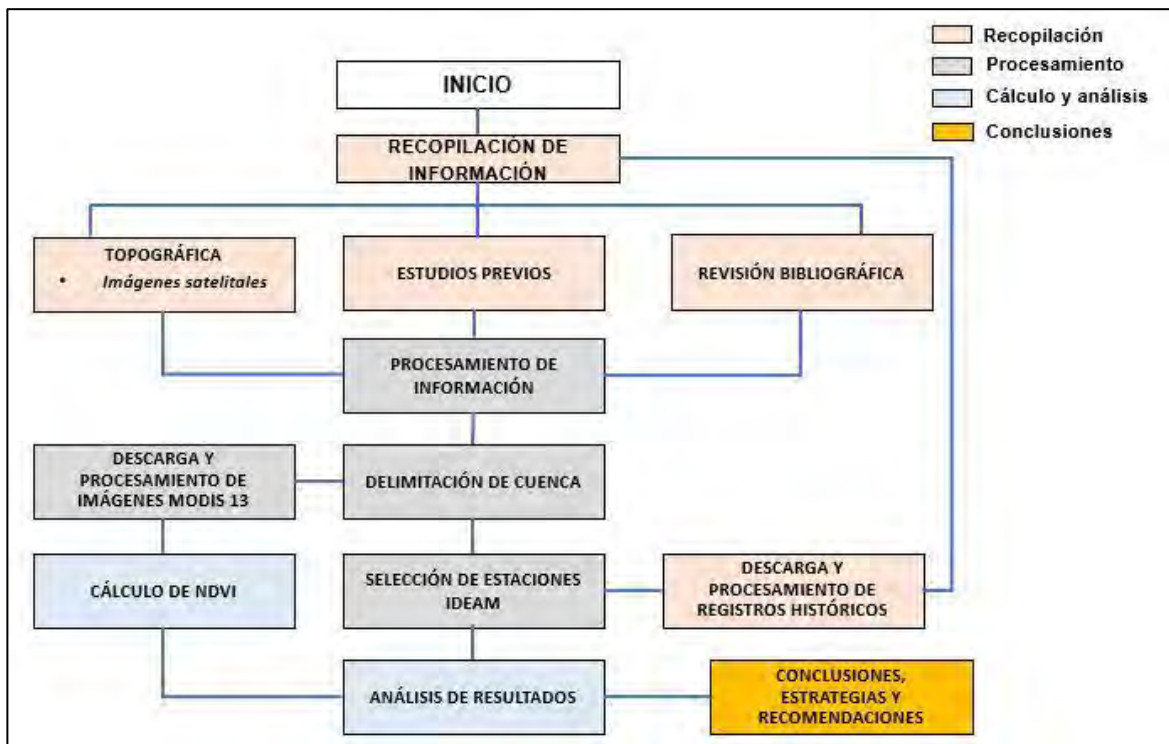 Recopilación
Procesamiento
Cálculo y análisis
Conclusiones
INICIO
RECOPILACIÓN DE
INFORMACIÓN
TOPOGRÁFICA
• Imágenes satelitales
ESTUDIOS PREVIOS
REVISIÓN BIBLIOGRÁFICA
PROCESAMIENTO DE
INFORMACIÓN
DESCARGA Y
PROCESAMIENTO DE
IMÁGENES MODIS 13
DELIMITACIÓN DE CUENCA
CÁLCULO DE NDVI
SELECCIÓN DE ESTACIONES
IDEAM
DESCARGA Y
PROCESAMIENTO DE
REGISTROS HISTÓRICOS
ANÁLISIS DE RESULTADOS
CONCLUSIONES,
ESTRATEGIAS Y
RECOMENDACIONES